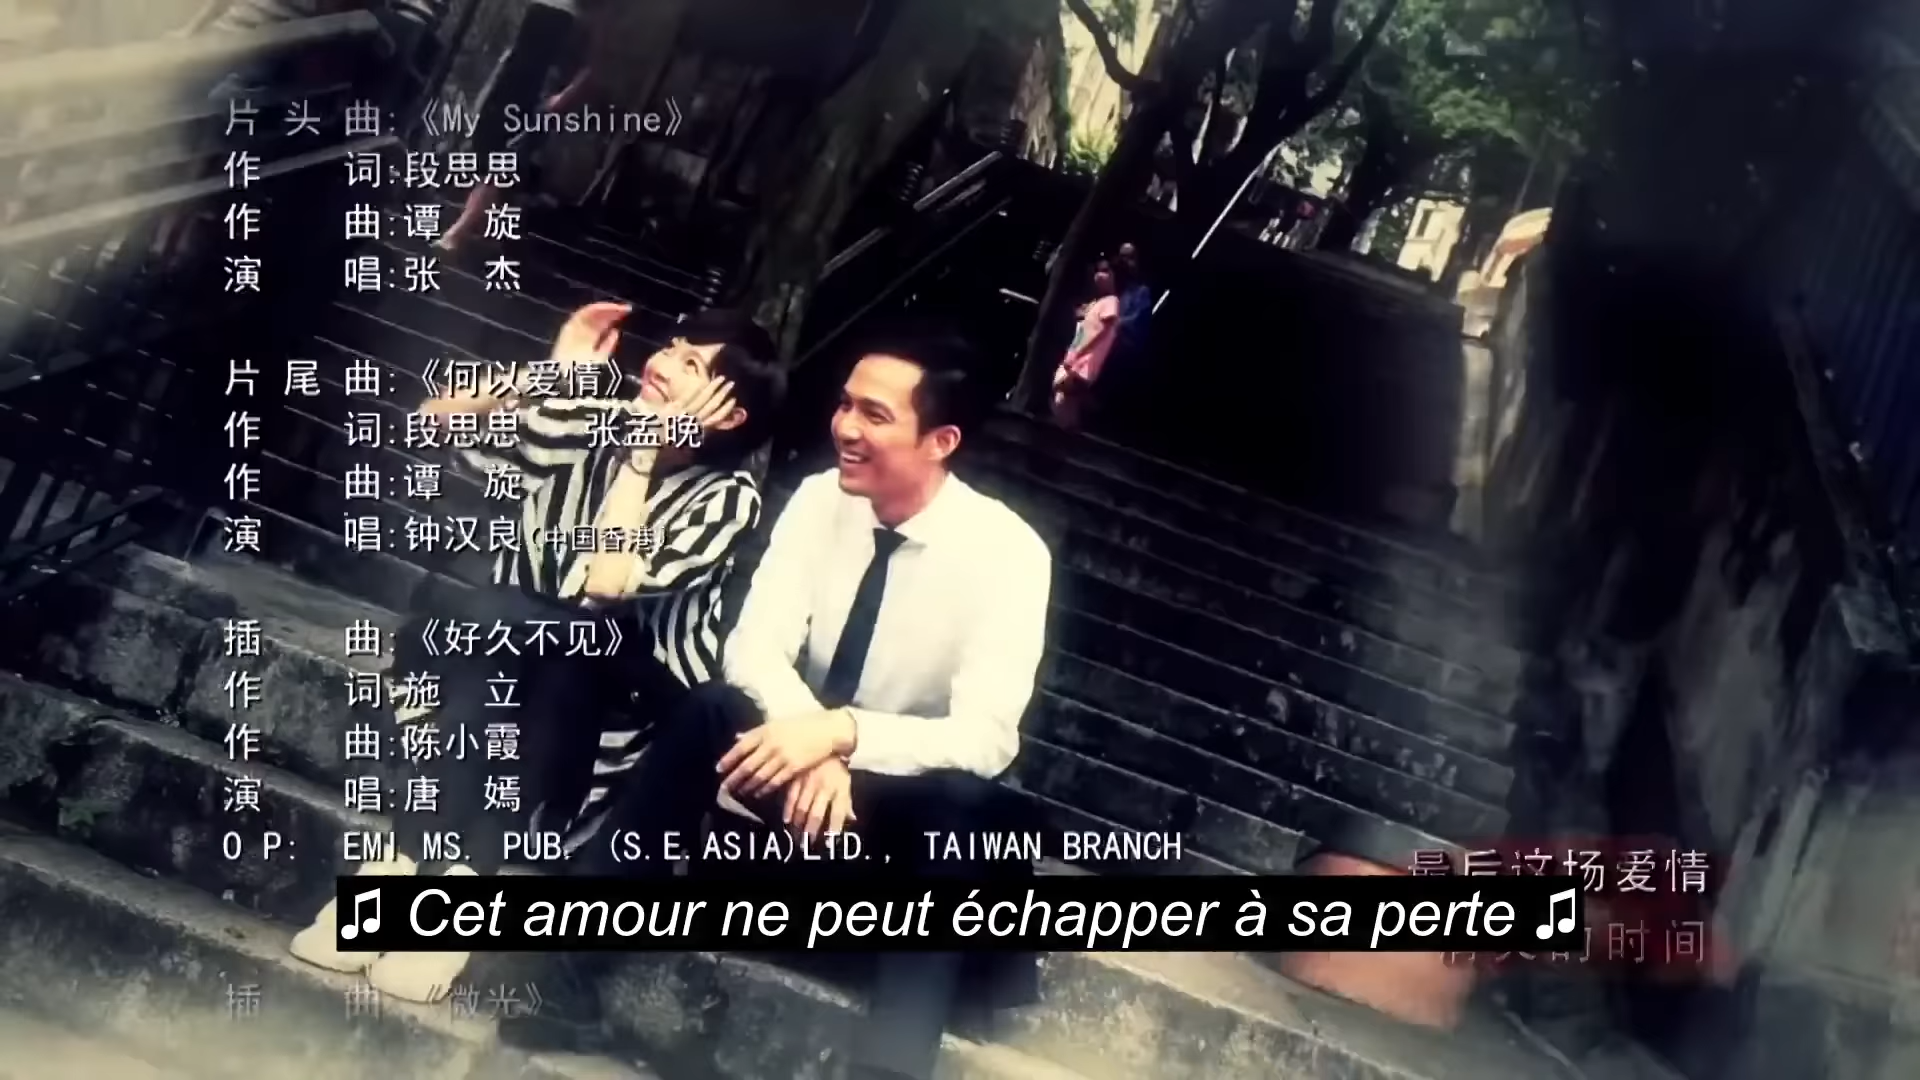 片头曲:《My Sunshine》
作 词:段思思
作 曲:谭 旋
演 唱:张 杰
片尾曲:《何以爱情》
作 词:段思思 张孟晚
作 曲:谭 旋
演 唱:钟汉良(中国香港)
插 曲:《好久不见》
作 词:施 立
作 曲:陈小霞
演 唱:唐 嫣
OP: EMI MS. PUB. (S.E.ASIA)LTD., TAIWAN BRANCH
最后这场爱情
♫ Cet amour ne peut échapper à sa perte ♫
的时间
插 曲 《微光》